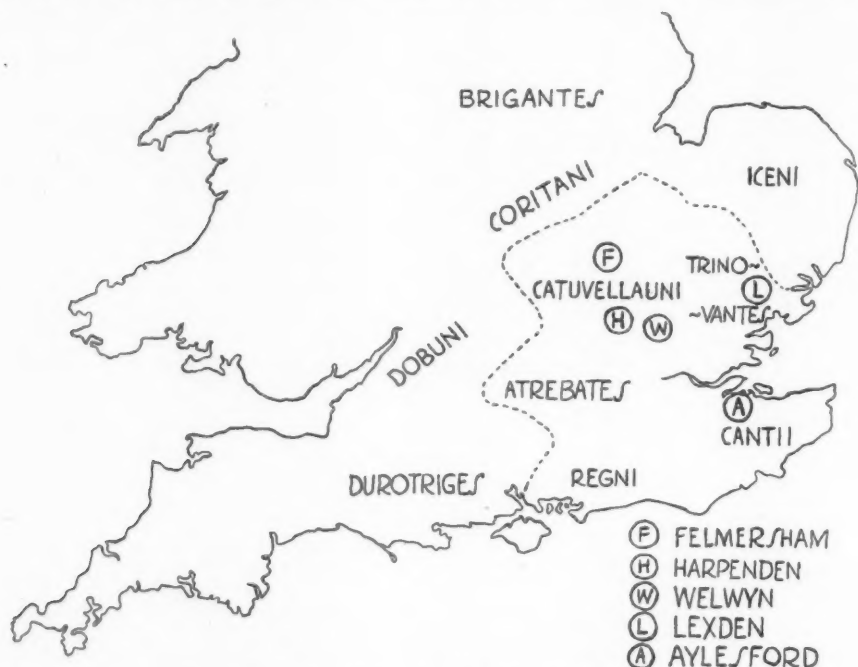 BRIGANTES
ICENI
CORITANI
F
TRINO~
CATUVELLAUNI
L
~VANTES
H
W
DOBUNI
ATREBATES
A
CANTII
DUROTRIGES
REGNI
F FELMERSHAM
H HARPENDEN
W WELWYN
L LEXDEN
A AYLESFORD